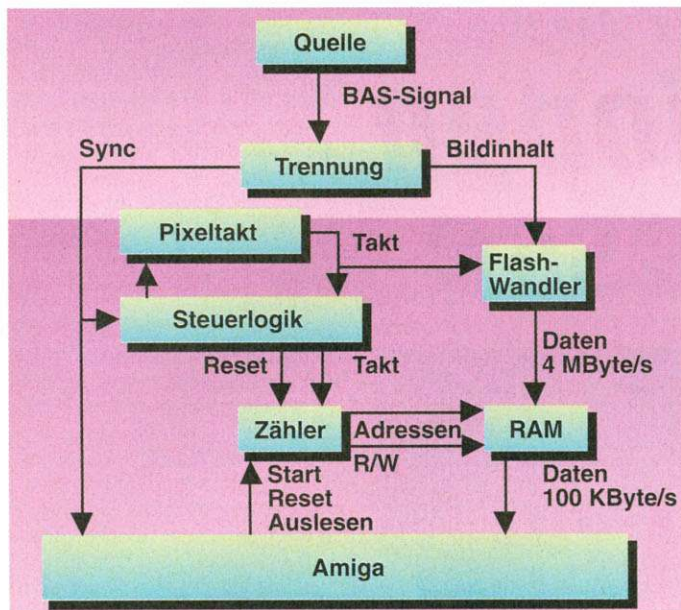 Quelle
BAS-Signal
Sync
Trennung
Bildinhalt
Pixeltakt
Takt
Flash-
Wandler
Steuerlogik
Reset
Takt
Daten
4 MByte/s
Zähler
Adressen
R/W
RAM
Start
Reset
Auslesen
Daten
100 KByte/s
Amiga